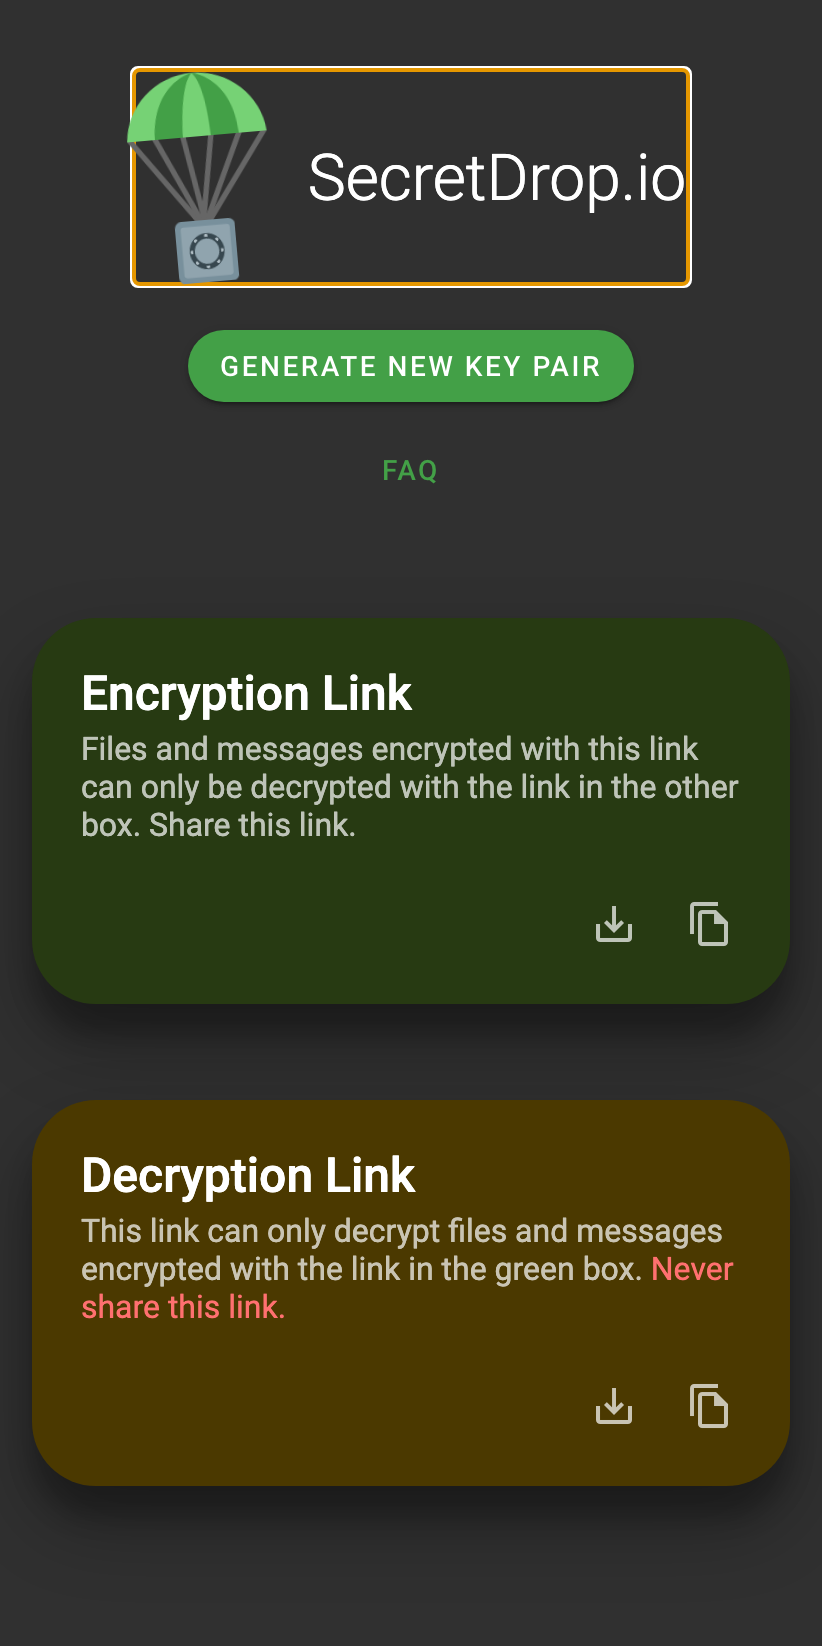 SecretDrop.io
GENERATE NEW KEY PAIR
FAQ
Encryption Link
Files and messages encrypted with this link
can only be decrypted with the link in the other
box. Share this link.
Decryption Link
This link can only decrypt files and messages
encrypted with the link in the green box. Never
share this link.